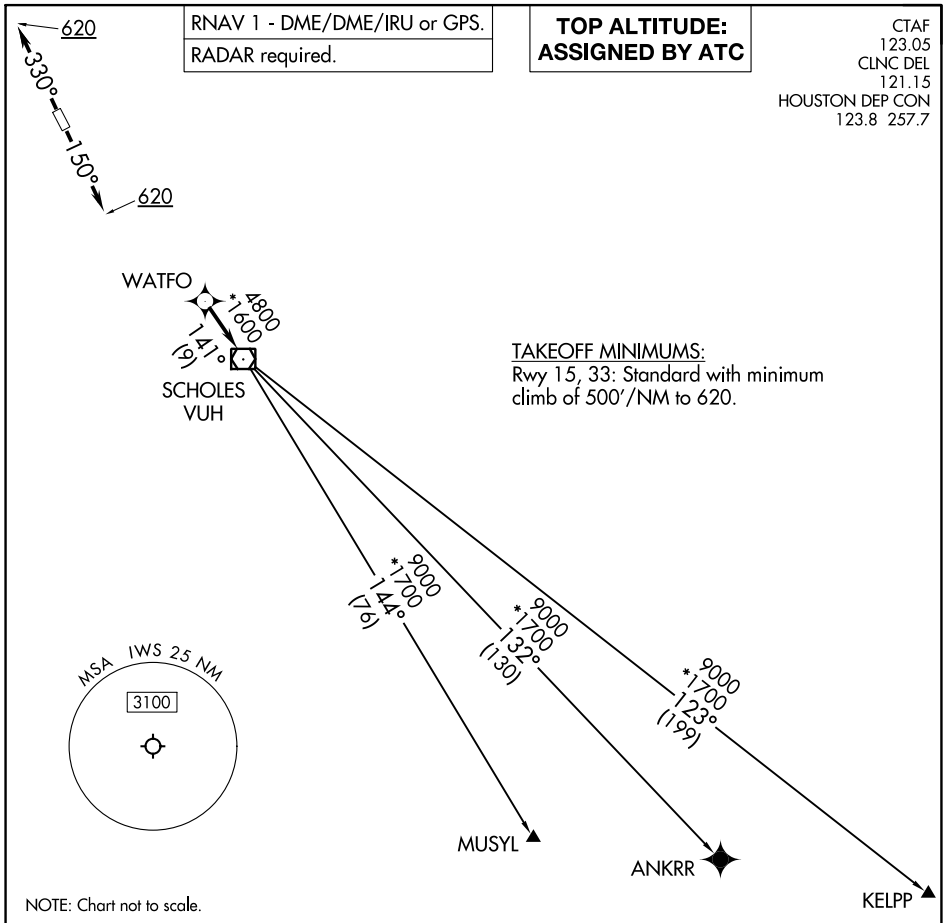 RNAV 1 - DME/DME/IRU or GPS.
RADAR required.
TOP ALTITUDE:
ASSIGNED BY ATC
CTAF
123.05
CLNC DEL
121.15
HOUSTON DEP CON
123.8 257.7
620
330°
150°
620
WATFO
4800
*1600
141°
(9)
SCHOLES
VUH
TAKEOFF MINIMUMS:
Rwy 15, 33: Standard with minimum
climb of 500'/NM to 620.
9000
*1700
144°
(76)
9000
*1700
132°
(130)
9000
*1700
123°
(199)
MSA IWS 25 NM
3100
MUSYL
ANKRR
KELPP
NOTE: Chart not to scale.